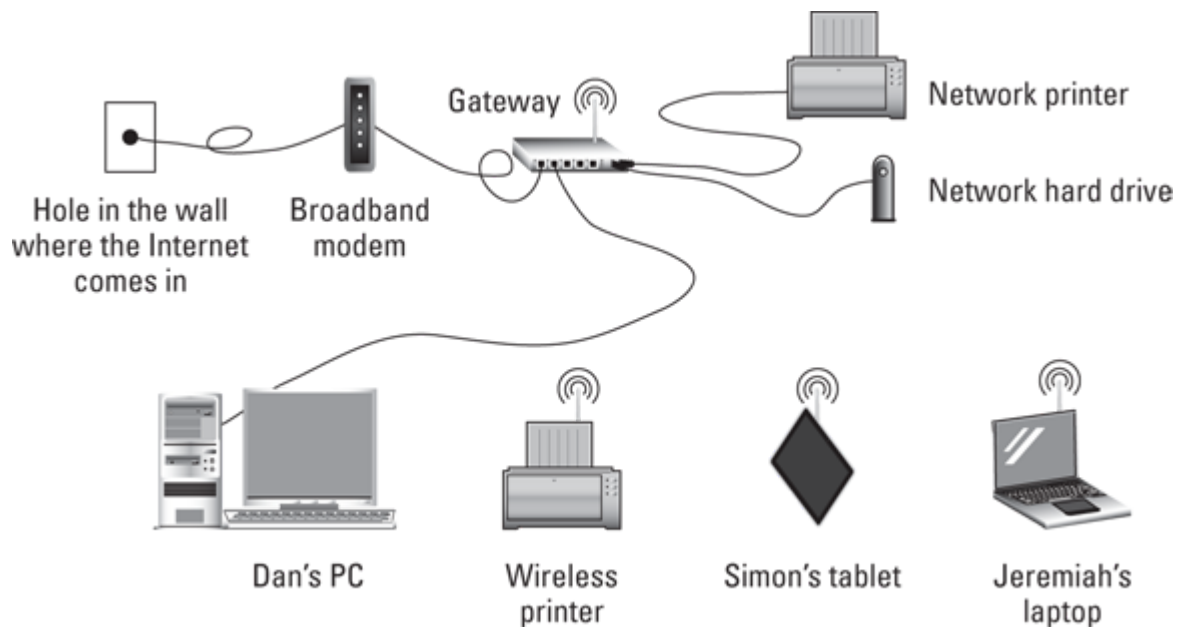 Gateway
Network printer
Network hard drive
Hole in the wall
where the Internet
comes in
Broadband
modem
Dan's PC
Wireless
printer
Simon's tablet
Jeremiah's
laptop